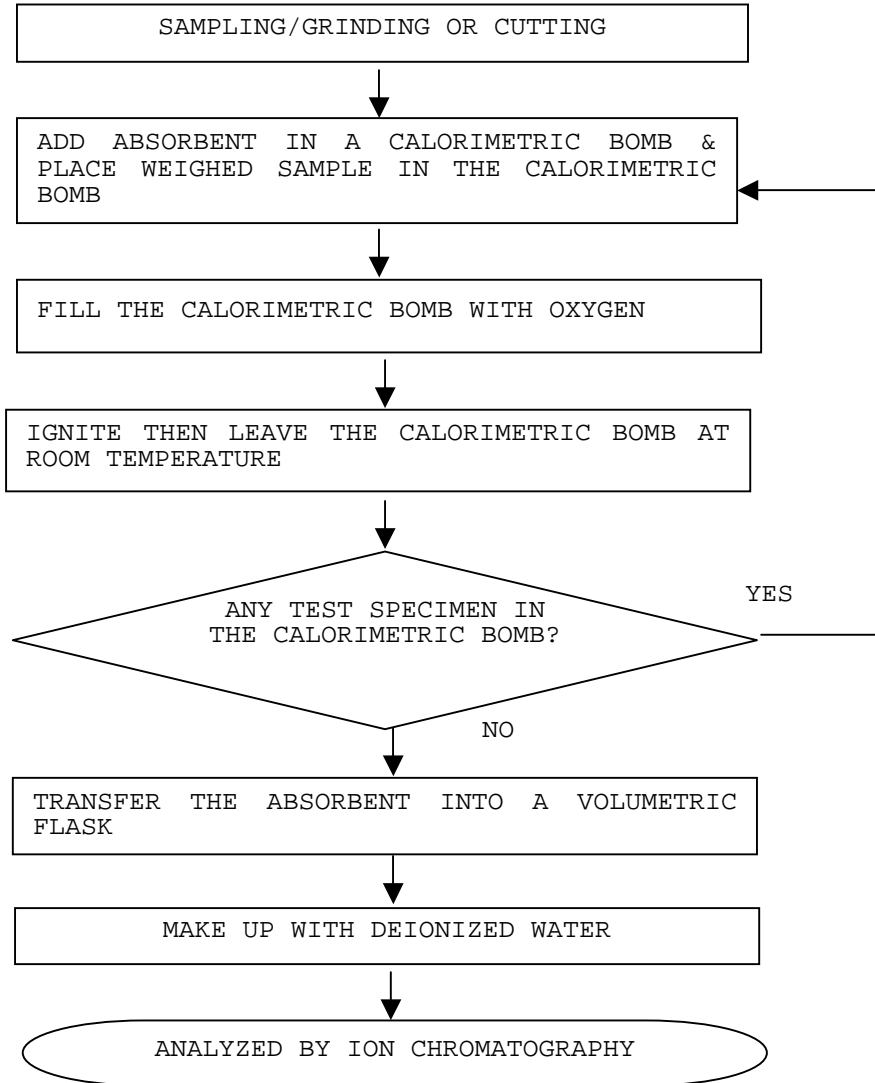 SAMPLING/GRINDING OR CUTTING
ADD ABSORBENT IN A CALORIMETRIC BOMB &
PLACE WEIGHED SAMPLE IN THE CALORIMETRIC
BOMB
FILL THE CALORIMETRIC BOMB WITH OXYGEN
IGNITE THEN LEAVE THE CALORIMETRIC BOMB AT
ROOM TEMPERATURE
ANY TEST SPECIMEN IN
THE CALORIMETRIC BOMB?
YES
NO
TRANSFER THE ABSORBENT INTO A VOLUMETRIC
FLASK
MAKE UP WITH DEIONIZED WATER
ANALYZED BY ION CHROMATOGRAPHY